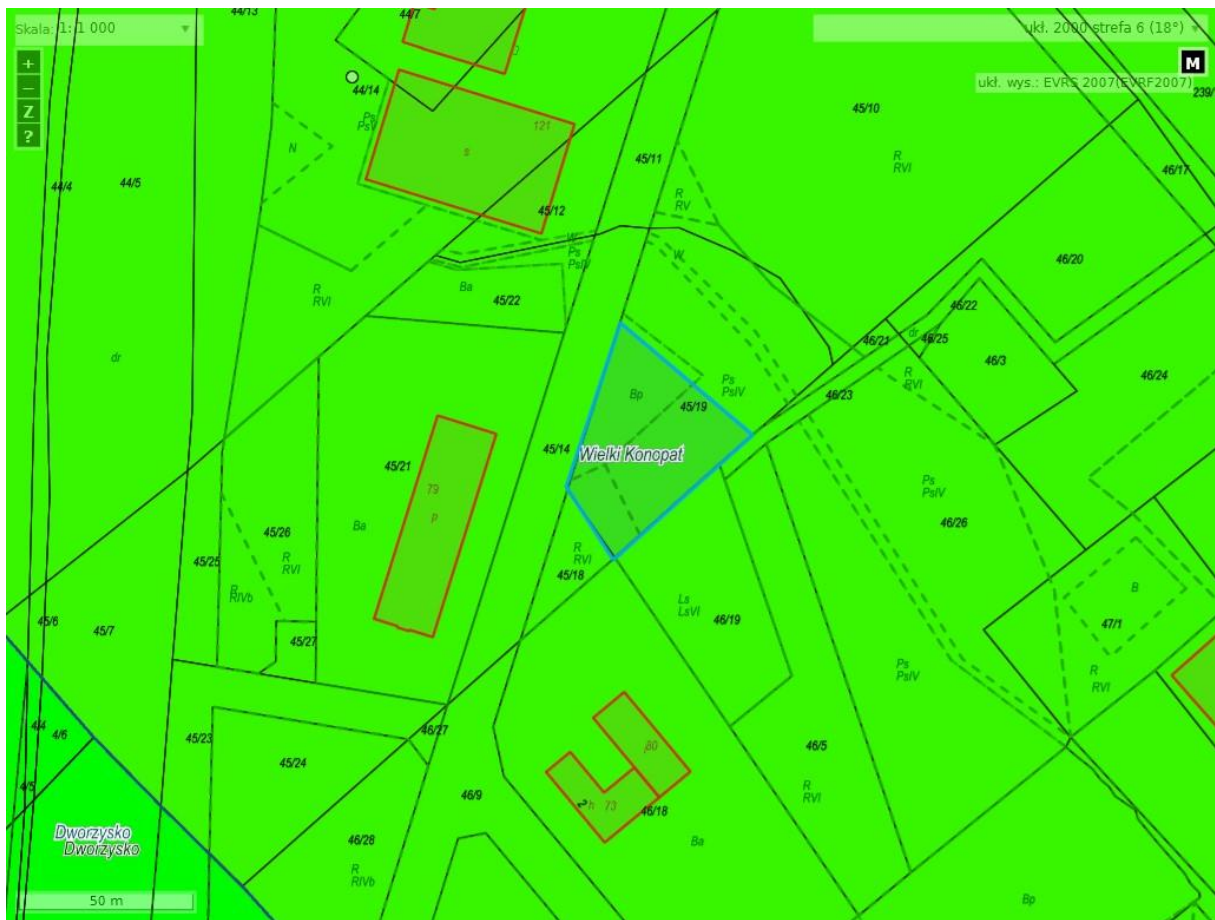 44/13
44/7
Skala: 1: 1 000
ukł. 2000 strefa 6 (18°)
+
–
Z
?
M
ukł. wys.: EVRS 2007(EVRF2007)
239/
44/14
Ps
PsV
45/10
121
s
N
45/11
R
RVI
46/17
44/4
44/5
R
RV
45/12
W
Ps
PsIV
W
46/20
Ba
45/22
R
RVI
46/22
dr
46/21
46/25
46/3
dr
R
RVI
46/24
Ps
PsIV
46/23
Bp
45/19
45/14
Wielki Konopat
45/21
79
p
Ps
PsIV
46/26
Ba
45/26
R
RVI
45/25
R
RVI
45/18
R
RIVb
Ls
LsVI
46/19
B
47/1
45/6
45/7
45/27
Ps
PsIV
R
RVI
4/4
4/6
45/23
46/27
80
46/5
45/24
4/5
46/9
2
h
73
46/18
R
RVI
Dworzysko
Dworzysko
46/28
Ba
R
RIVb
50 m
Bp